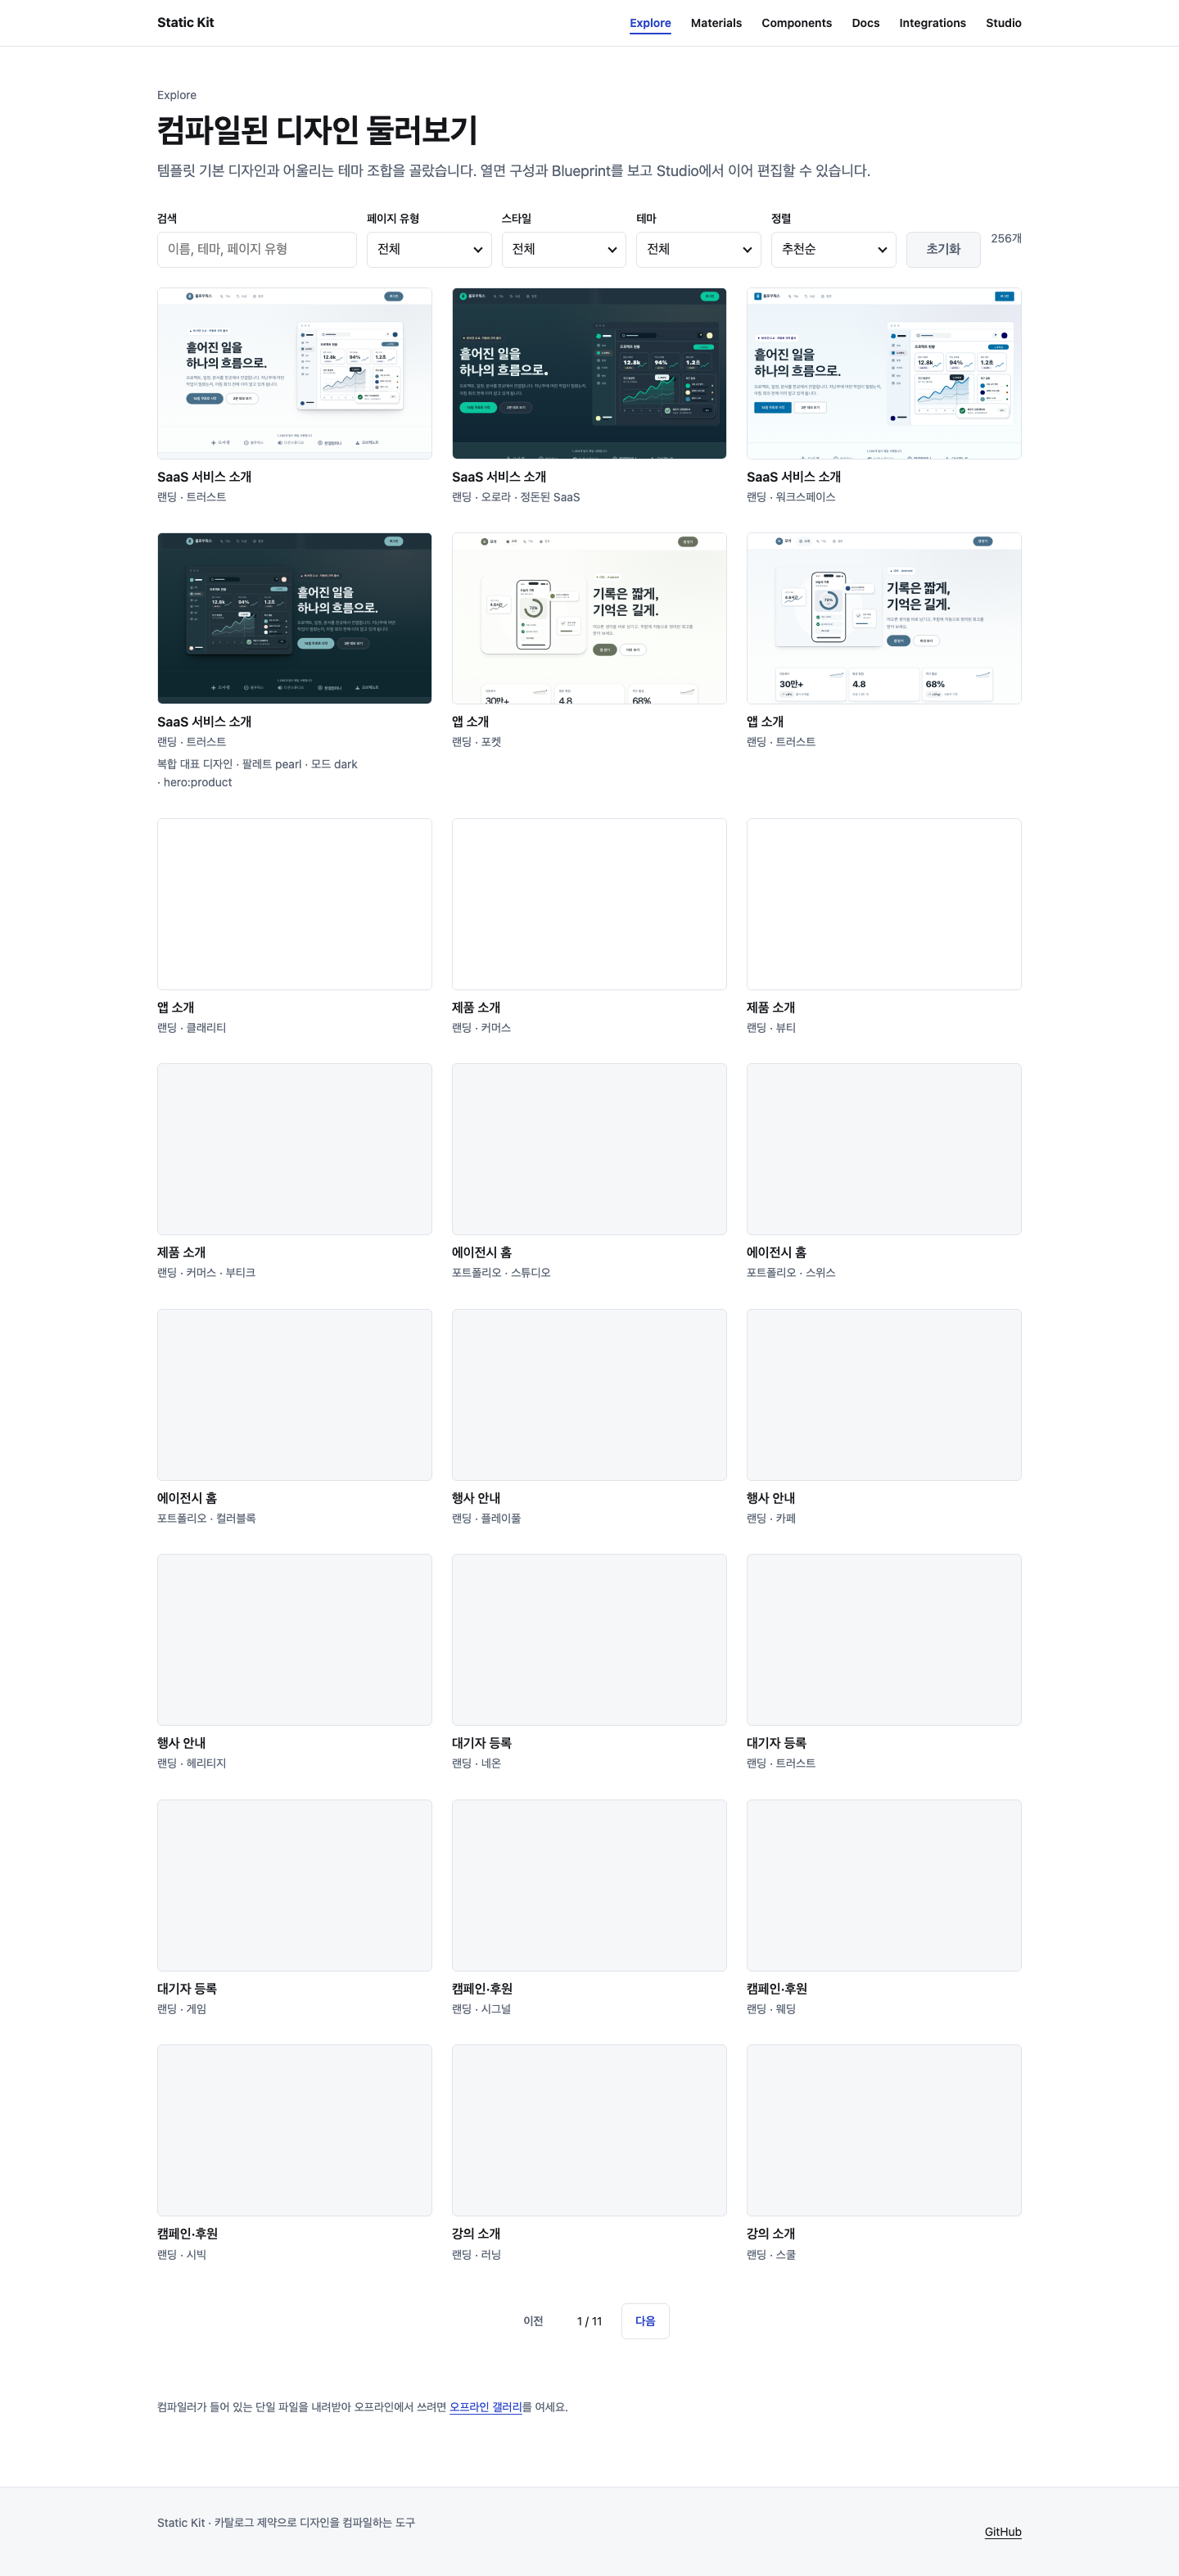 Static Kit
Explore
Materials
Components
Docs
Integrations
Studio
Explore
컴파일된 디자인 둘러보기
템플릿 기본 디자인과 어울리는 테마 조합을 골랐습니다. 열면 구성과 Blueprint를 보고 Studio에서 이어 편집할 수 있습니다.
검색
페이지 유형
스타일
테마
정렬
이름, 테마, 페이지 유형
전체
전체
전체
추천순
초기화
256개
흩어진 일을
하나의 흐름으로.
12.8k
94%
흩어진 일을
하나의 흐름으로.
12.8k
94%
흩어진 일을
하나의 흐름으로.
12.8k
94%
SaaS 서비스 소개
랜딩 · 트러스트
SaaS 서비스 소개
랜딩 · 오로라 · 정돈된 SaaS
SaaS 서비스 소개
랜딩 · 워크스페이스
흩어진 일을
하나의 흐름으로.
12.8k
94%
기록은 짧게,
기억은 길게.
30만+
4.8
68%
기록은 짧게,
기억은 길게.
30만+
4.8
68%
SaaS 서비스 소개
랜딩 · 트러스트
복합 대표 디자인 · 팔레트 pearl · 모드 dark
· hero:product
앱 소개
랜딩 · 포켓
앱 소개
랜딩 · 트러스트
앱 소개
랜딩 · 클래리티
제품 소개
랜딩 · 커머스
제품 소개
랜딩 · 뷰티
제품 소개
랜딩 · 커머스 · 부티크
에이전시 홈
포트폴리오 · 스튜디오
에이전시 홈
포트폴리오 · 스위스
에이전시 홈
포트폴리오 · 컬러블록
행사 안내
랜딩 · 플레이풀
행사 안내
랜딩 · 카페
행사 안내
랜딩 · 헤리티지
대기자 등록
랜딩 · 네온
대기자 등록
랜딩 · 트러스트
대기자 등록
랜딩 · 게임
캠페인·후원
랜딩 · 시그널
캠페인·후원
랜딩 · 웨딩
캠페인·후원
랜딩 · 시빅
강의 소개
랜딩 · 러닝
강의 소개
랜딩 · 스쿨
이전
1 / 11
다음
컴파일러가 들어 있는 단일 파일을 내려받아 오프라인에서 쓰려면 오프라인 갤러리를 여세요.
Static Kit · 카탈로그 제약으로 디자인을 컴파일하는 도구
GitHub